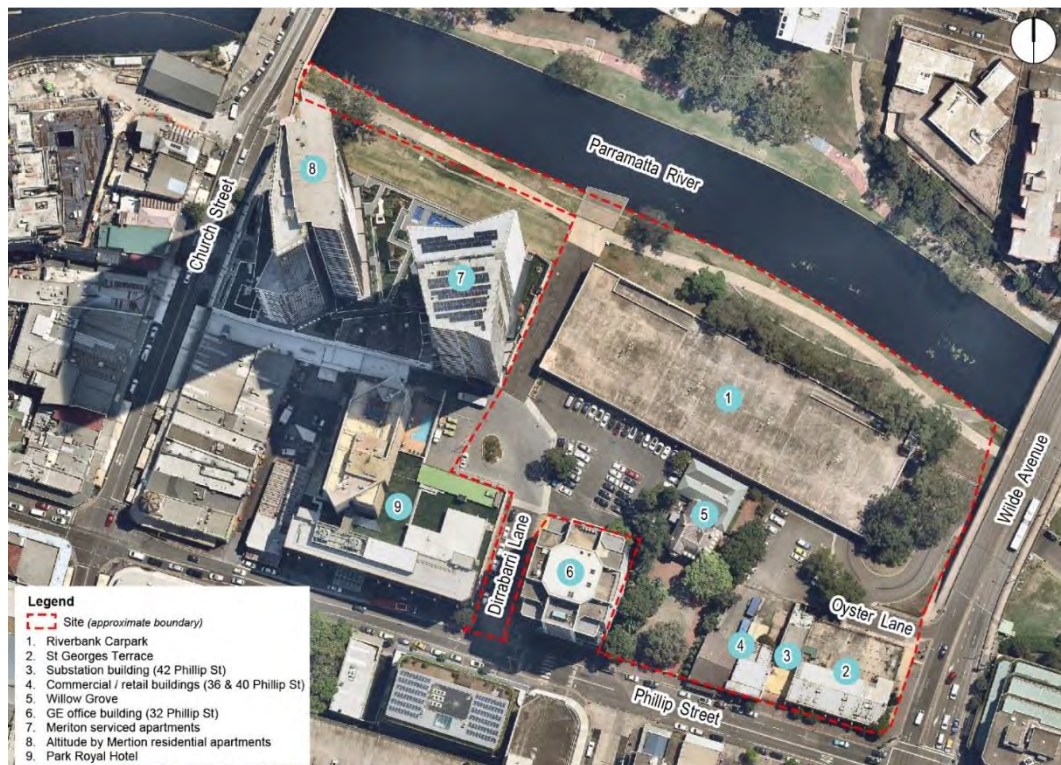 Parramatta River
8
Church Street
7
1
Wilde Avenue
5
9
Dirrabarri Lane
6
Oyster Lane
4
3
2
Phillip Street
Legend
Site (approximate boundary)
1. Riverbank Carpark
2. St Georges Terrace
3. Substation building (42 Phillip St)
4. Commercial / retail buildings (36 & 40 Phillip St)
5. Willow Grove
6. GE office building (32 Phillip St)
7. Meriton serviced apartments
8. Altitude by Mertion residential apartments
9. Park Royal Hotel